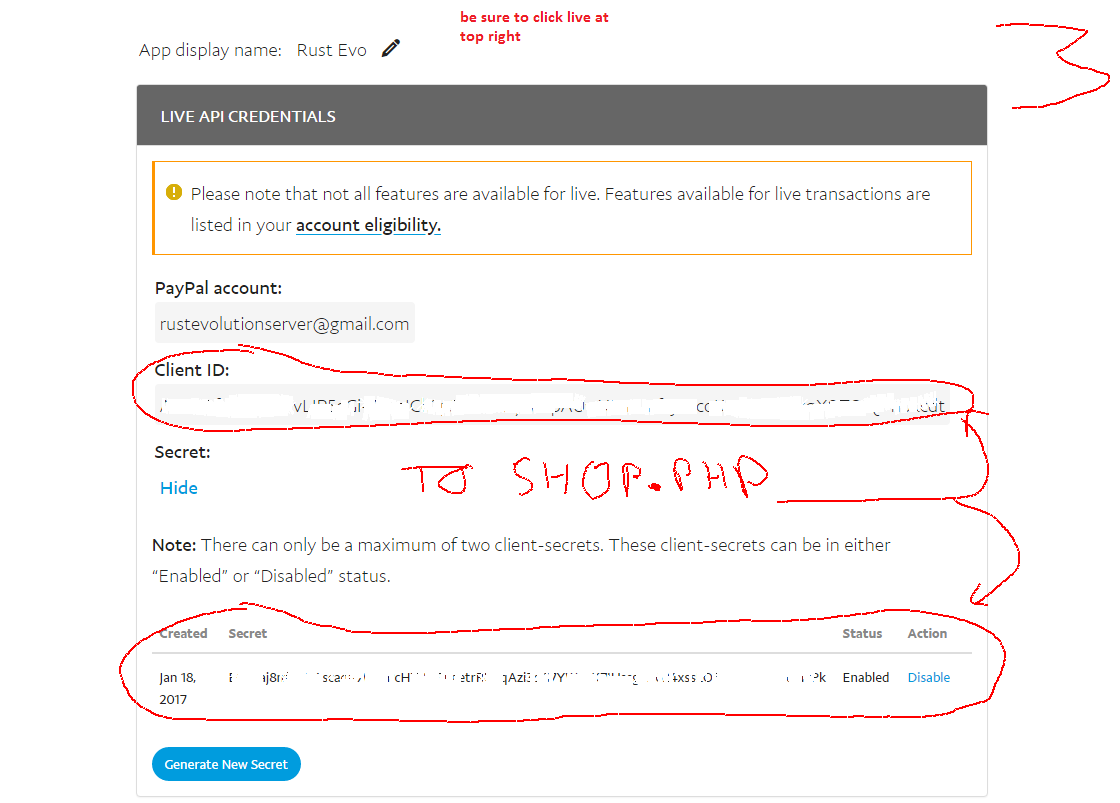 be sure to click live at
top right
3
App display name: Rust Evo
LIVE API CREDENTIALS
Please note that not all features are available for live. Features available for live transactions are
listed in your account eligibility.
PayPal account:
rustevolutionserver@gmail.com
Client ID:
Secret:
Hide
TO SHOP.PHP
Note: There can only be a maximum of two client-secrets. These client-secrets can be in either
“Enabled” or “Disabled” status.
Created Secret Status Action
Jan 18, Enabled Disable
2017
Generate New Secret